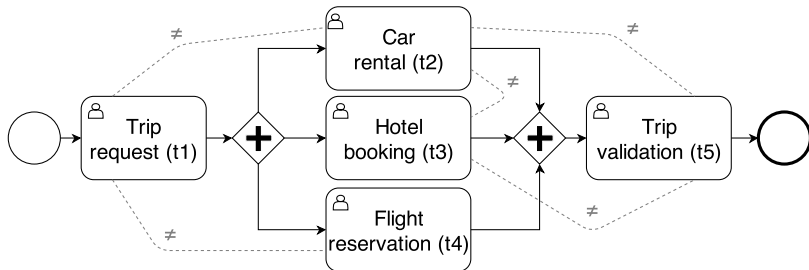 ≠
≠
Car
rental (t2)
≠
Trip
request (t1)
Hotel
booking (t3)
Trip
validation (t5)
Flight
reservation (t4)
≠
≠